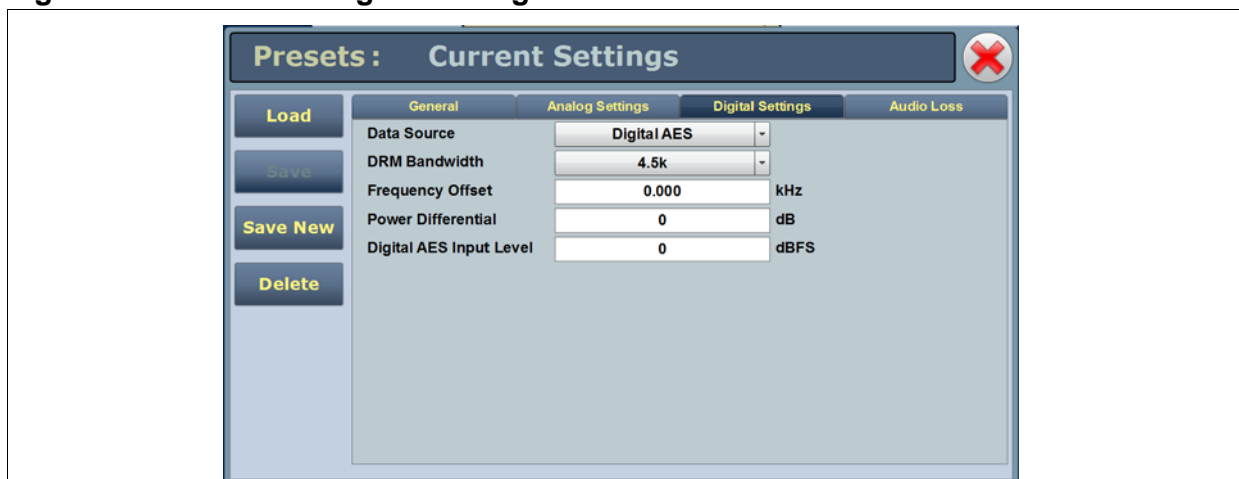 Presets: Current Settings
Load
Save
Save New
Delete
General Analog Settings Digital Settings Audio Loss
Data Source Digital AES
DRM Bandwidth 4.5k
Frequency Offset 0.000 kHz
Power Differential 0 dB
Digital AES Input Level 0 dBFS